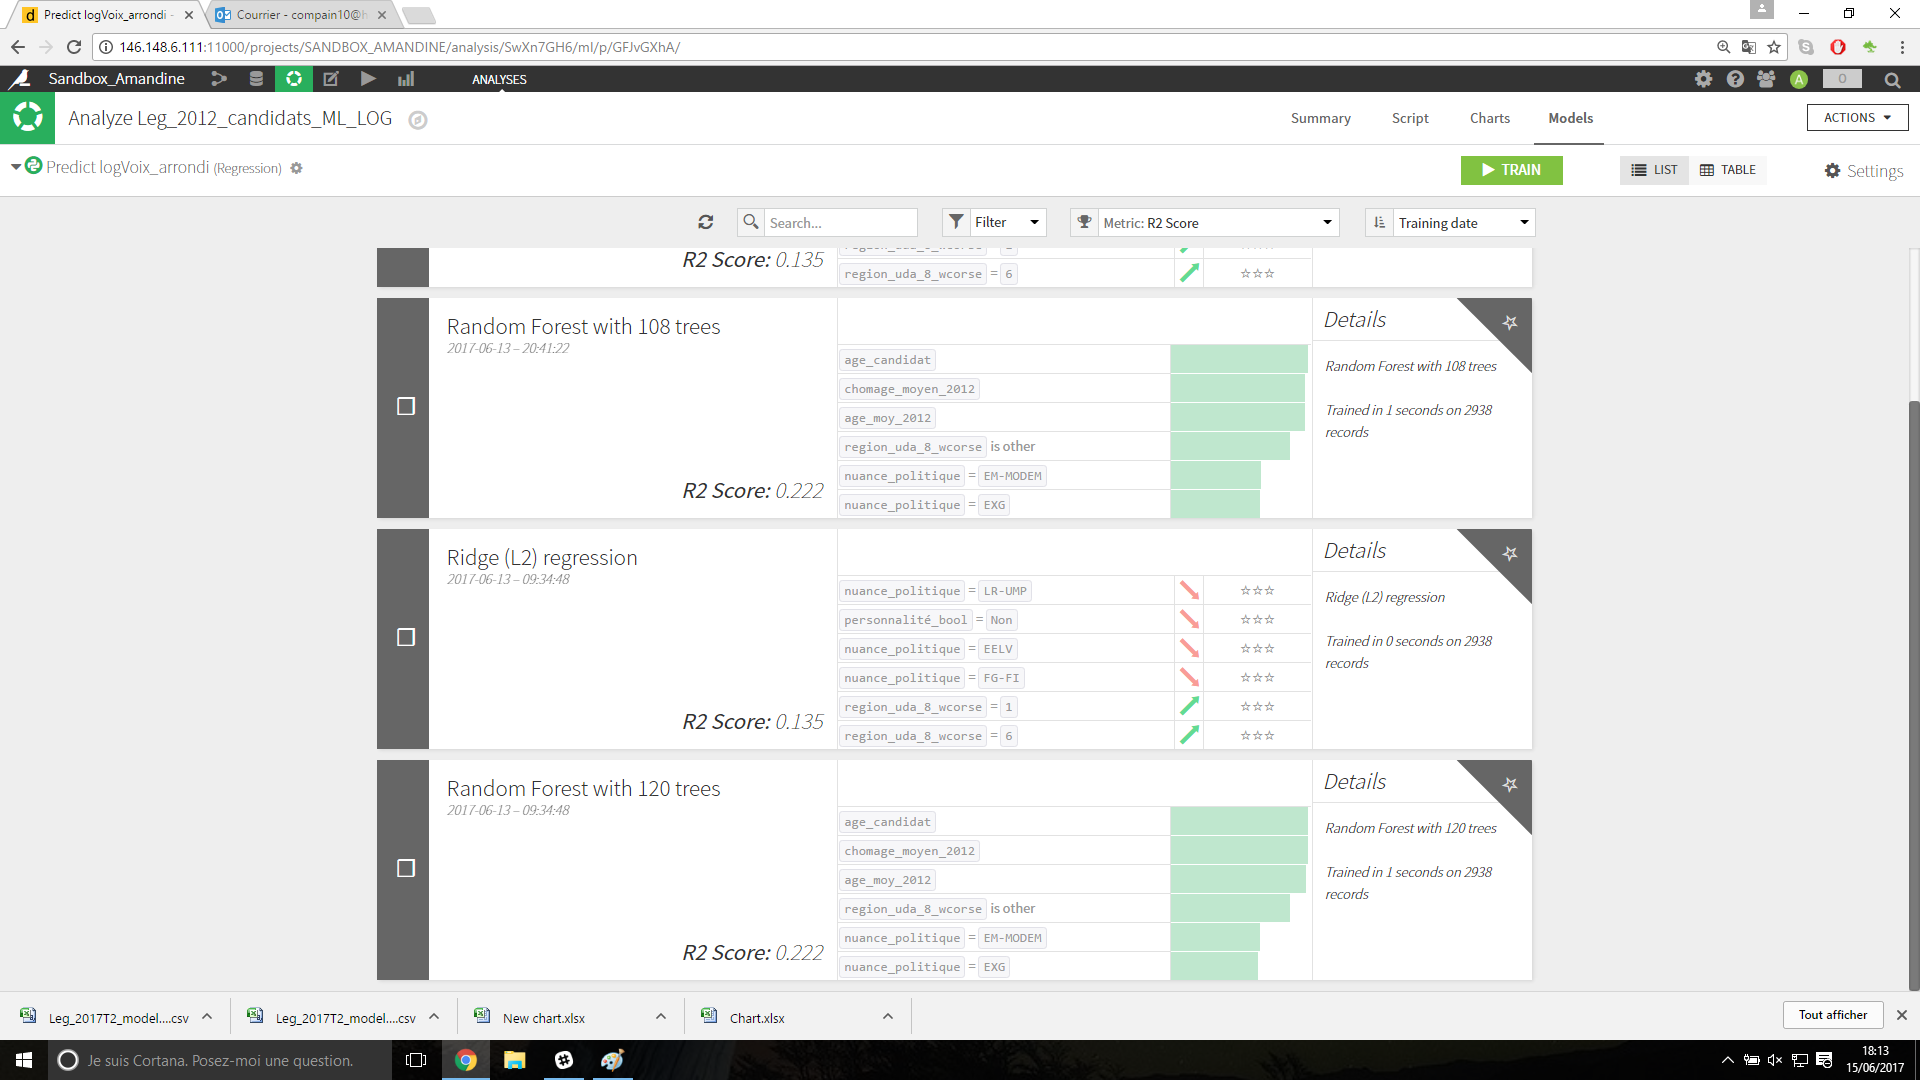 Predict logVoix_arrondi -
Courrier - compain10@h
146.148.6.111:11000/projects/SANDBOX_AMANDINE/analysis/SwXn7GH6/ml/p/GFJvGXhA/
Sandbox_Amandine
ANALYSES
A
0
Analyze Leg_2012_candidats_ML_LOG
Summary
Script
Charts
Models
ACTIONS
Predict logVoix_arrondi (Regression)
TRAIN
LIST
TABLE
Settings
Search...
Filter
Metric: R2 Score
Training date
R2 Score: 0.135
region_uda_8_wcorse = 6
Random Forest with 108 trees
2017-06-13 – 20:41:22
R2 Score: 0.222
age_candidat
chomage_moyen_2012
age_moy_2012
region_uda_8_wcorse is other
nuance_politique = EM-MODEM
nuance_politique = EXG
Details
Random Forest with 108 trees
Trained in 1 seconds on 2938
records
Ridge (L2) regression
2017-06-13 – 09:34:48
R2 Score: 0.135
nuance_politique = LR-UMP
personnalité_bool = Non
nuance_politique = EELV
nuance_politique = FG-FI
region_uda_8_wcorse = 1
region_uda_8_wcorse = 6
Details
Ridge (L2) regression
Trained in 0 seconds on 2938
records
Random Forest with 120 trees
2017-06-13 – 09:34:48
R2 Score: 0.222
age_candidat
chomage_moyen_2012
age_moy_2012
region_uda_8_wcorse is other
nuance_politique = EM-MODEM
nuance_politique = EXG
Details
Random Forest with 120 trees
Trained in 1 seconds on 2938
records
Leg_2017T2_model....csv
Leg_2017T2_model....csv
New chart.xlsx
Chart.xlsx
Tout afficher
Je suis Cortana. Posez-moi une question.
18:13
15/06/2017